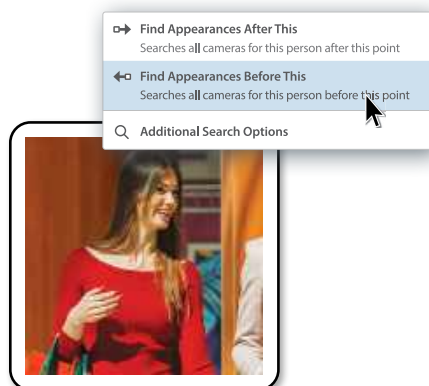 Find Appearances After This
Searches all cameras for this person after this point
Find Appearances Before This
Searches all cameras for this person before this point
Additional Search Options